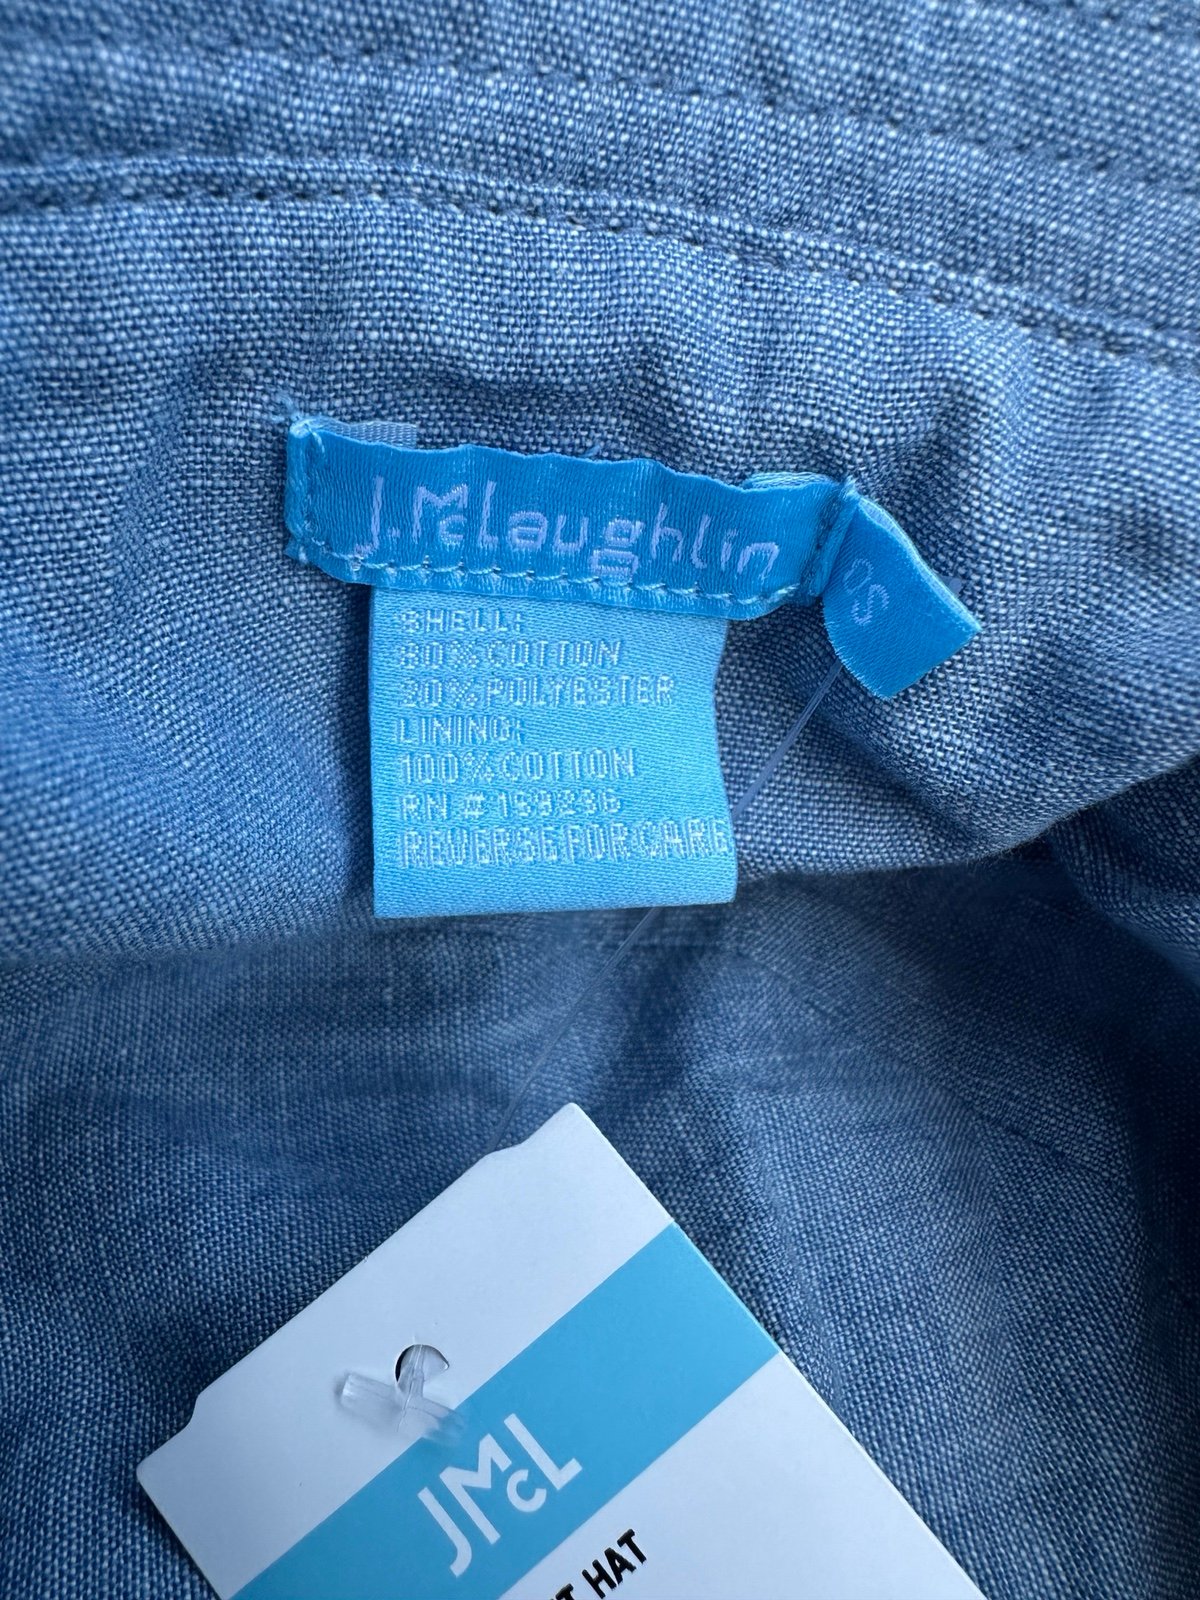 J.McLaughlin
OS
SHELL:
80%COTTON
20%POLYESTER
LINING:
100%COTTON
REVERSE FOR CARE
JMcL
HAT